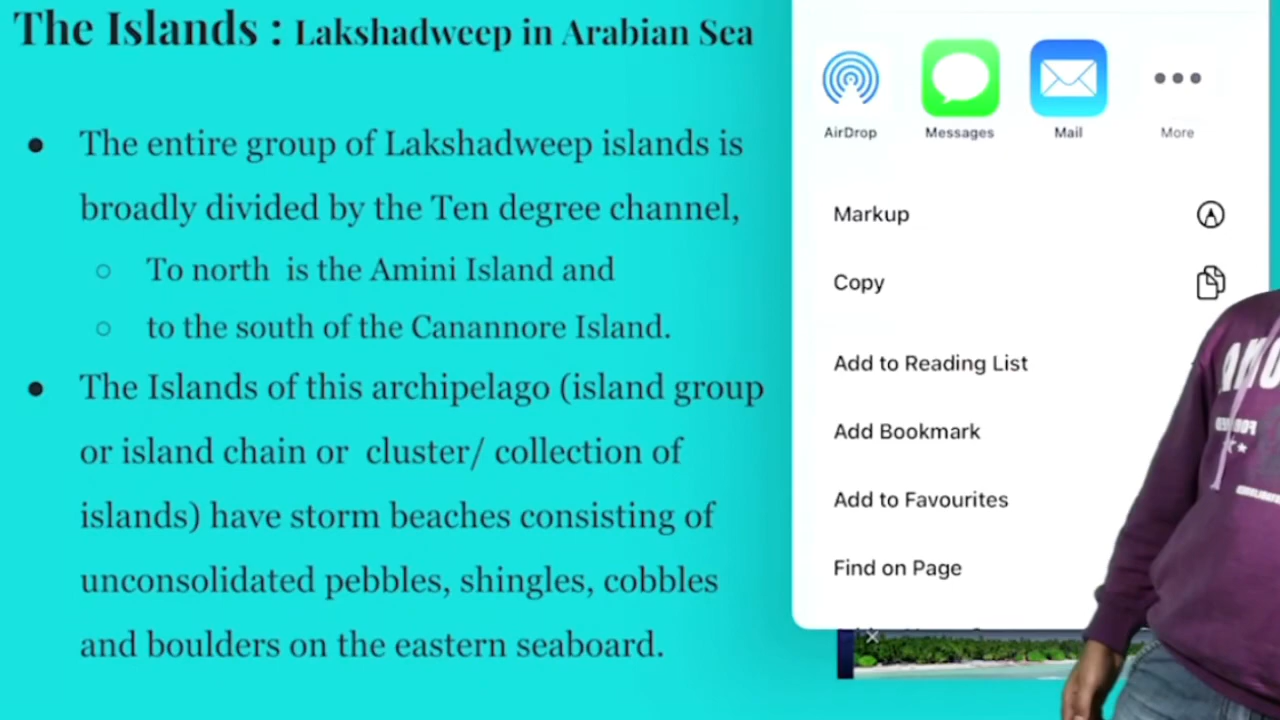 The Islands : Lakshadweep in Arabian Sea
● The entire group of Lakshadweep islands is
broadly divided by the Ten degree channel,
○ To north is the Amini Island and
○ to the south of the Canannore Island.
● The Islands of this archipelago (island group
or island chain or cluster/ collection of
islands) have storm beaches consisting of
unconsolidated pebbles, shingles, cobbles
and boulders on the eastern seaboard.
AirDrop
Messages
Mail
More
Markup
Copy
Add to Reading List
Add Bookmark
Add to Favourites
Find on Page